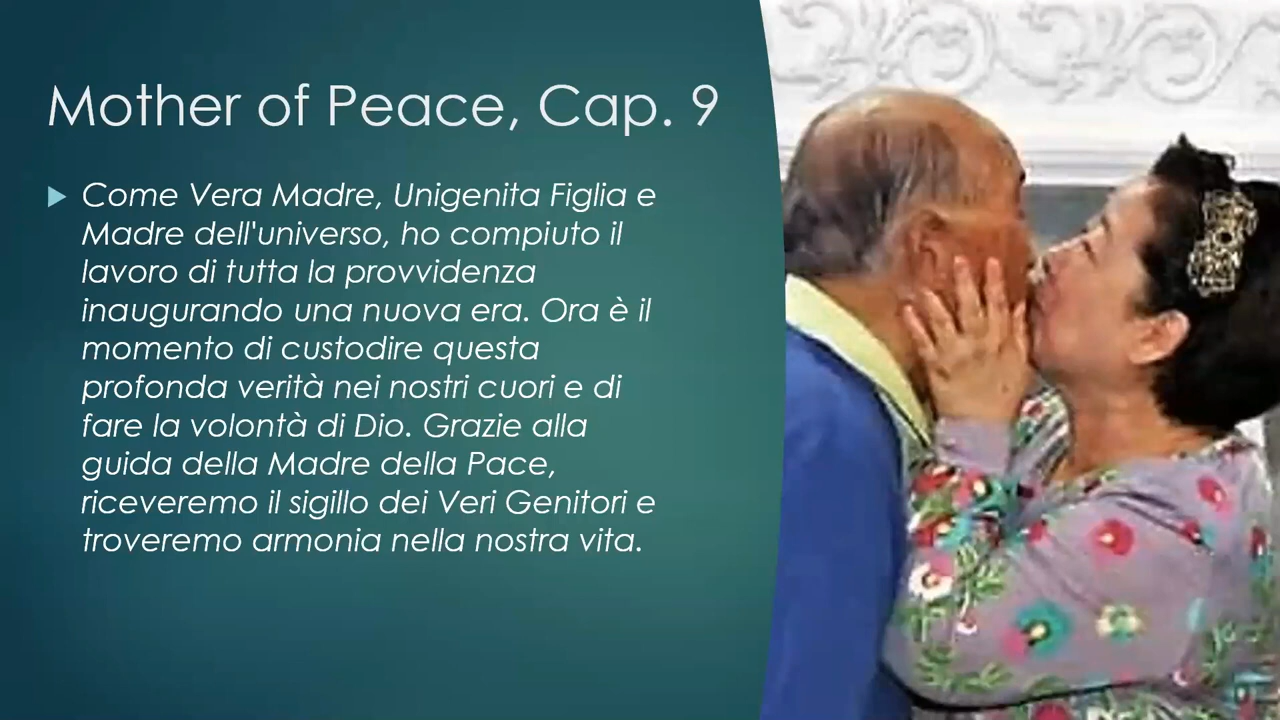 Mother of Peace, Cap. 9
Come Vera Madre, Unigenita Figlia e
Madre dell'universo, ho compiuto il
lavoro di tutta la provvidenza
inaugurando una nuova era. Ora è il
momento di custodire questa
profonda verità nei nostri cuori e di
fare la volontà di Dio. Grazie alla
guida della Madre della Pace,
riceveremo il sigillo dei Veri Genitori e
troveremo armonia nella nostra vita.